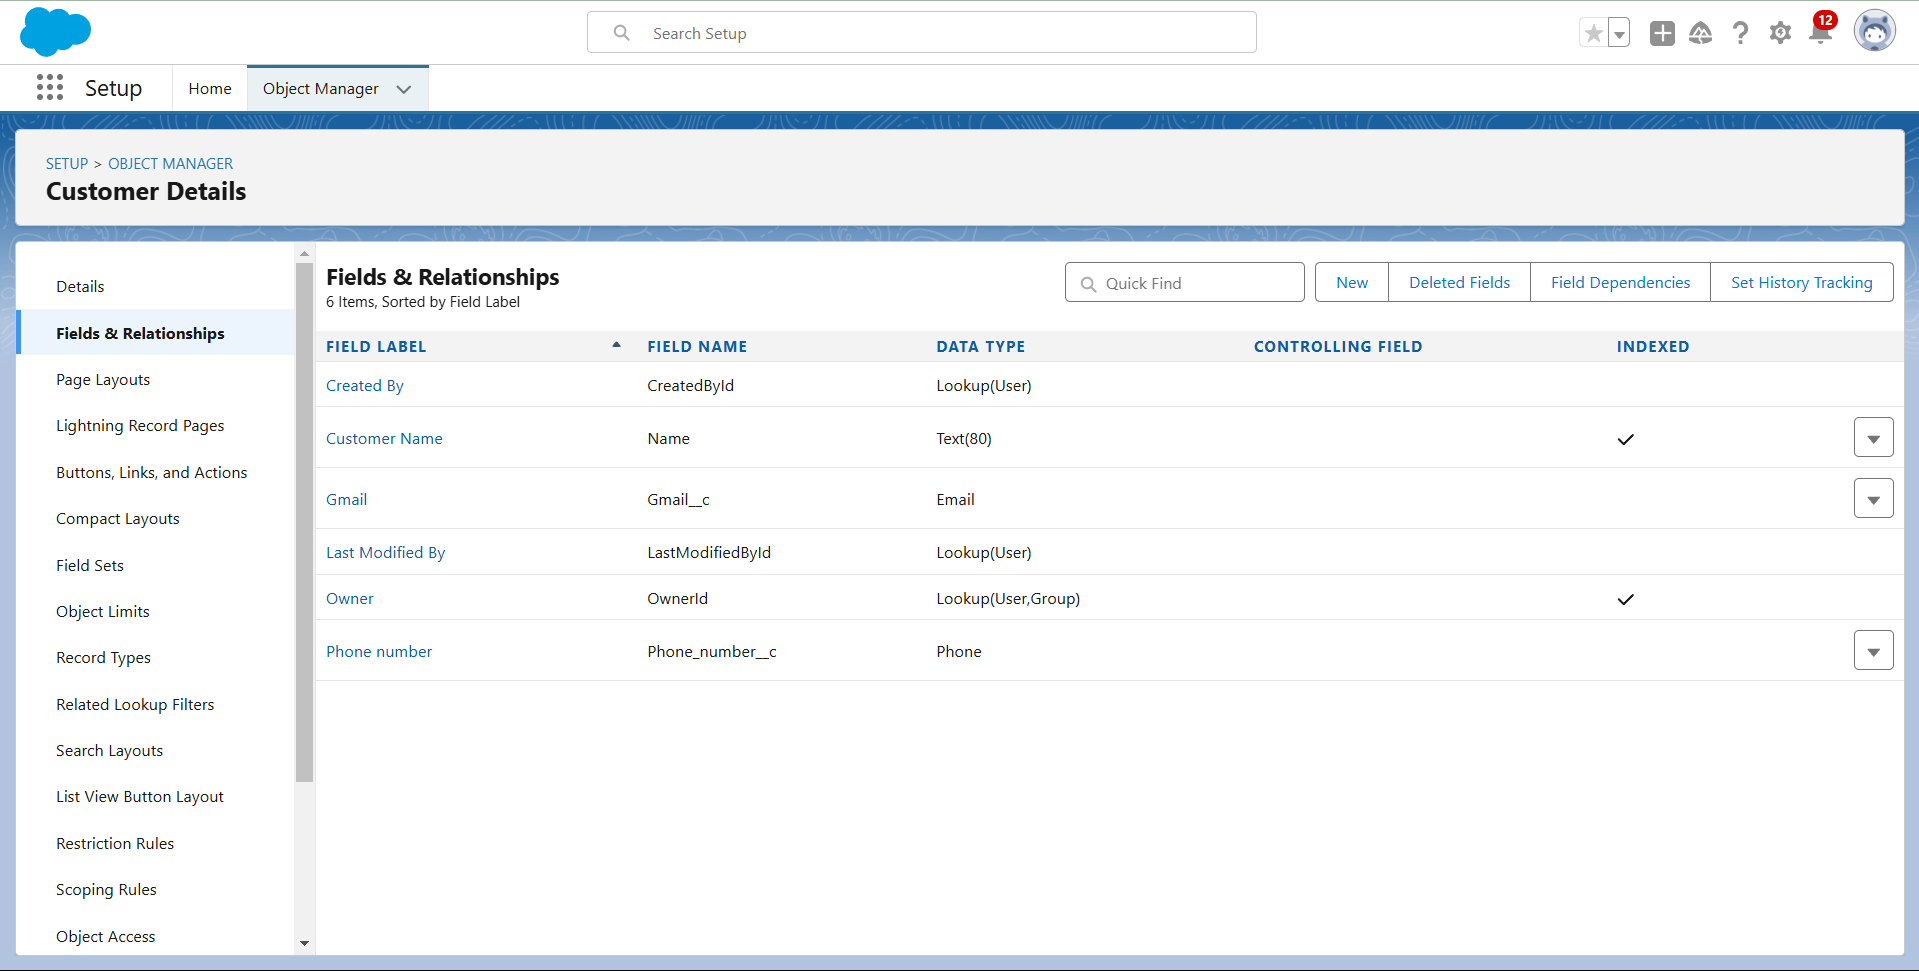 Search Setup
12
Setup
Home
Object Manager
SETUP > OBJECT MANAGER
Customer Details
Details
Fields & Relationships
Page Layouts
Lightning Record Pages
Buttons, Links, and Actions
Compact Layouts
Field Sets
Object Limits
Record Types
Related Lookup Filters
Search Layouts
List View Button Layout
Restriction Rules
Scoping Rules
Object Access
Fields & Relationships
6 Items, Sorted by Field Label
Quick Find
New
Deleted Fields
Field Dependencies
Set History Tracking
FIELD LABEL FIELD NAME DATA TYPE CONTROLLING FIELD INDEXED
Created By CreatedById Lookup(User)
Customer Name Name Text(80)
Gmail Gmail__c Email
Last Modified By LastModifiedById Lookup(User)
Owner OwnerId Lookup(User,Group)
Phone number Phone_number__c Phone